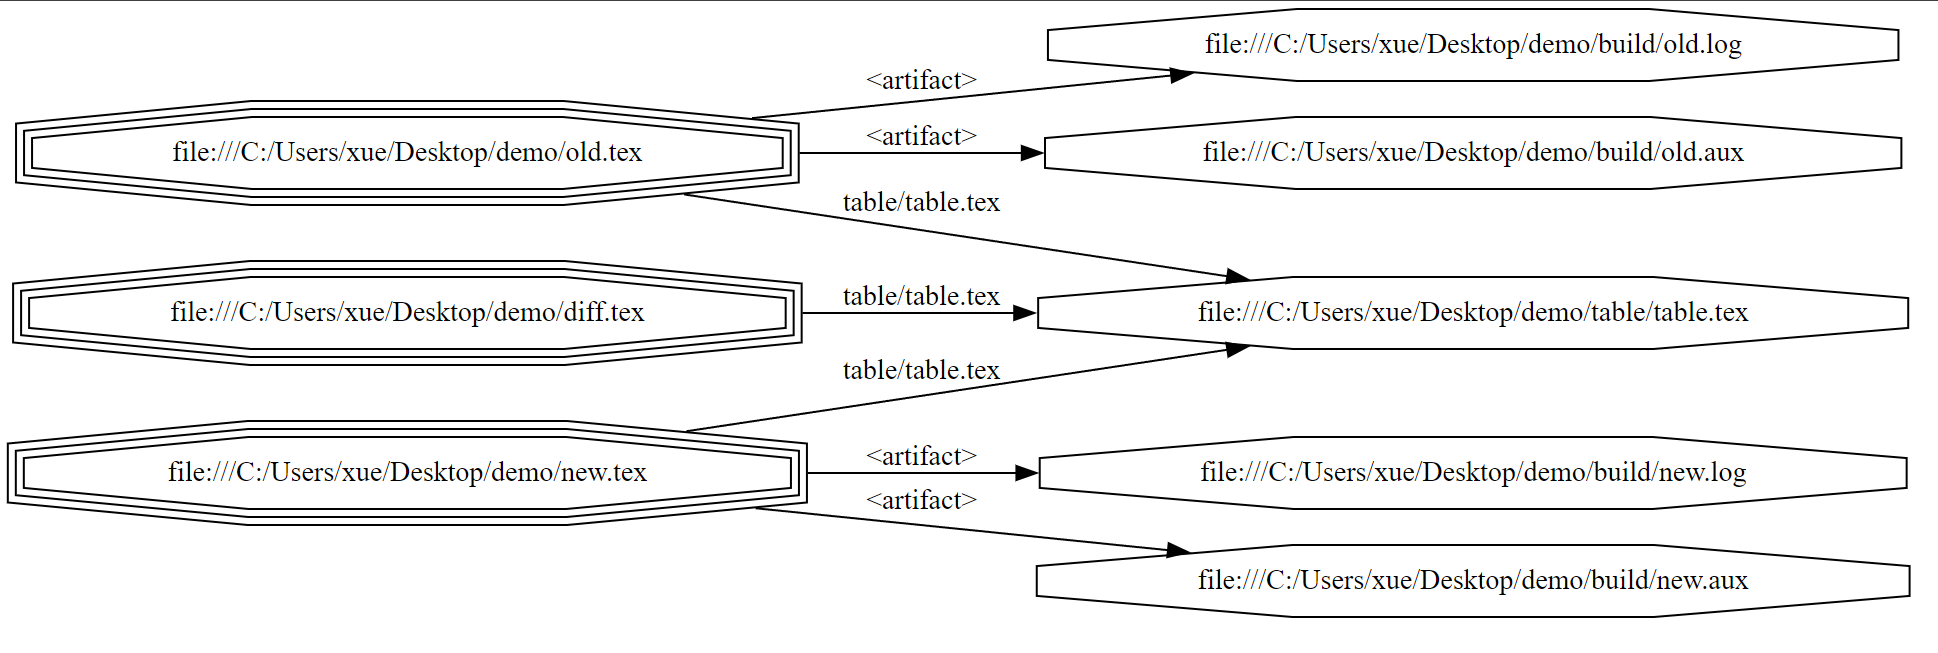 file:///C:/Users/xue/Desktop/demo/build/old.log
<artifact>
file:///C:/Users/xue/Desktop/demo/old.tex
<artifact>
file:///C:/Users/xue/Desktop/demo/build/old.aux
table/table.tex
file:///C:/Users/xue/Desktop/demo/diff.tex
table/table.tex
file:///C:/Users/xue/Desktop/demo/table/table.tex
table/table.tex
file:///C:/Users/xue/Desktop/demo/new.tex
<artifact>
file:///C:/Users/xue/Desktop/demo/build/new.log
<artifact>
file:///C:/Users/xue/Desktop/demo/build/new.aux